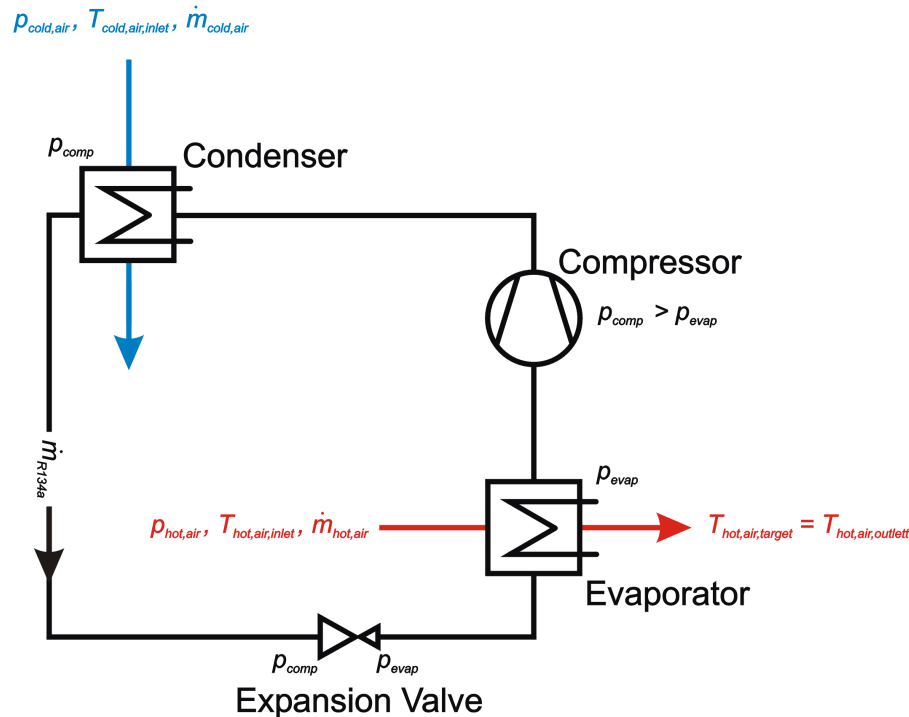 p_cold,air, T_cold,air,inlet, ṁ_cold,air
p_comp
Condenser
Compressor
p_comp > p_evap
ṁ_R134a
p_evap
p_hot,air, T_hot,air,inlet, ṁ_hot,air
T_hot,air,target = T_hot,air,outlett
Evaporator
p_comp
p_evap
Expansion Valve